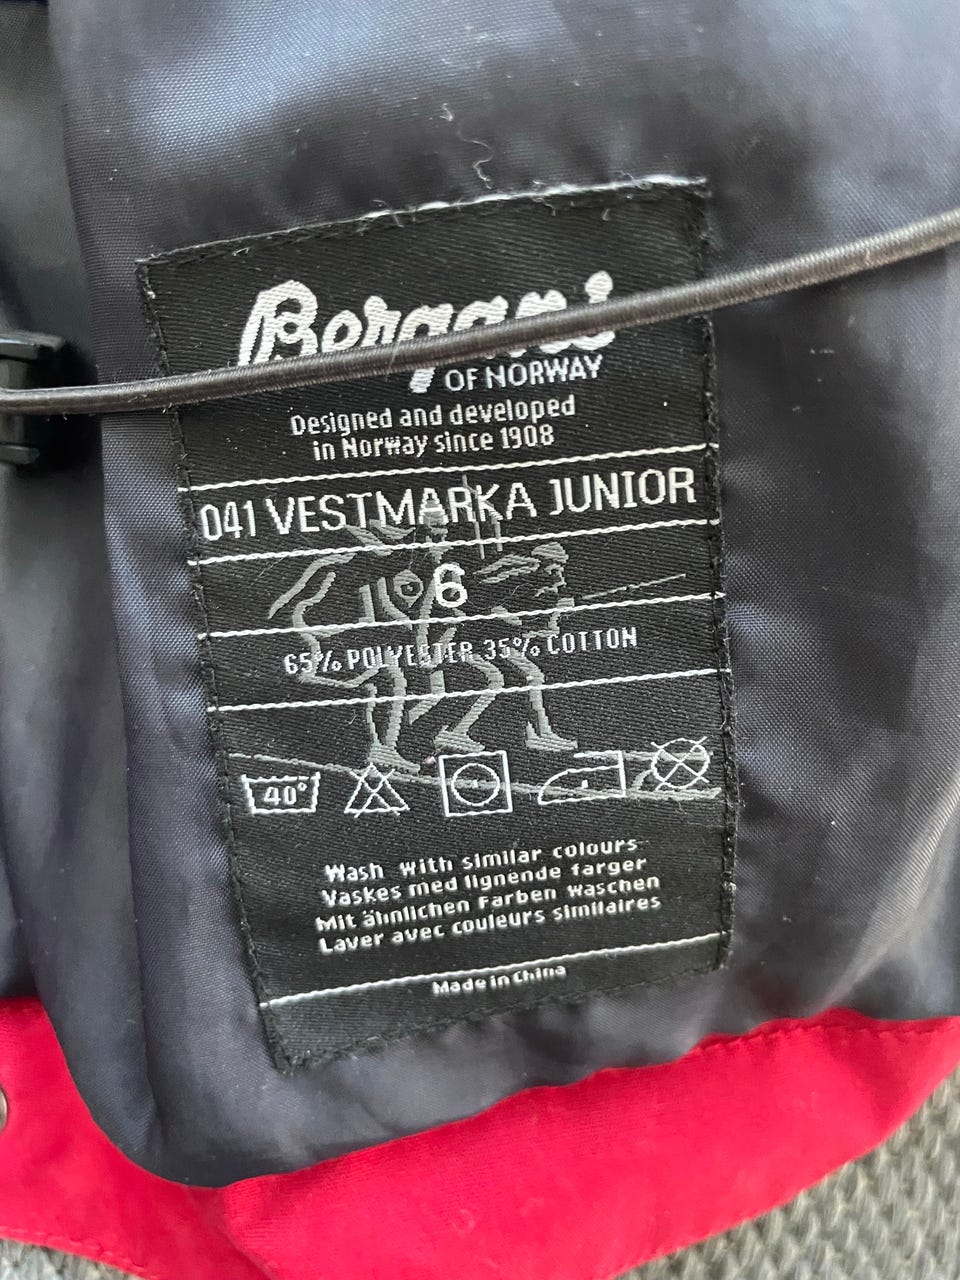 Bergans
OF NORWAY
Designed and developed
in Norway since 1908
041 VESTMARKA JUNIOR
6
65% POLYESTER 35% COTTON
40°
Wash with similar colours
Vaskes med lignende farger
Mit ähnlichen Farben waschen
Laver avec couleurs similaires
Made in China